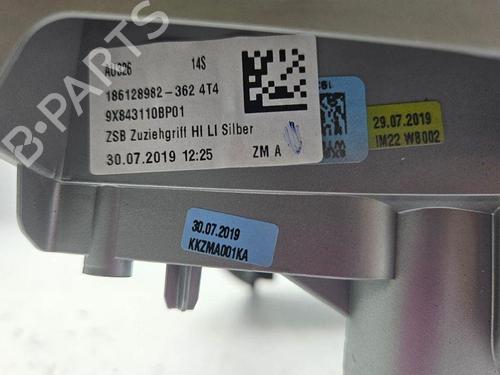 B-PARTS
AU326 14S
186128982-362 4T4
9X843110BP01
ZSB Zuziehgriff HI LI Silber
30.07.2019 12:25 ZM A
29.07.2019
IM22 WB002
30.07.2019
KKZMA001KA